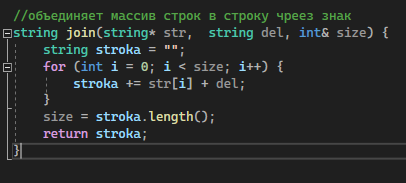 //объединяет массив строк в строку чреез знак
string join(string* str,  string del, int& size) {
    string stroka = "";
    for (int i = 0; i < size; i++) {
        stroka += str[i] + del;
    }
    size = stroka.length();
    return stroka;
}